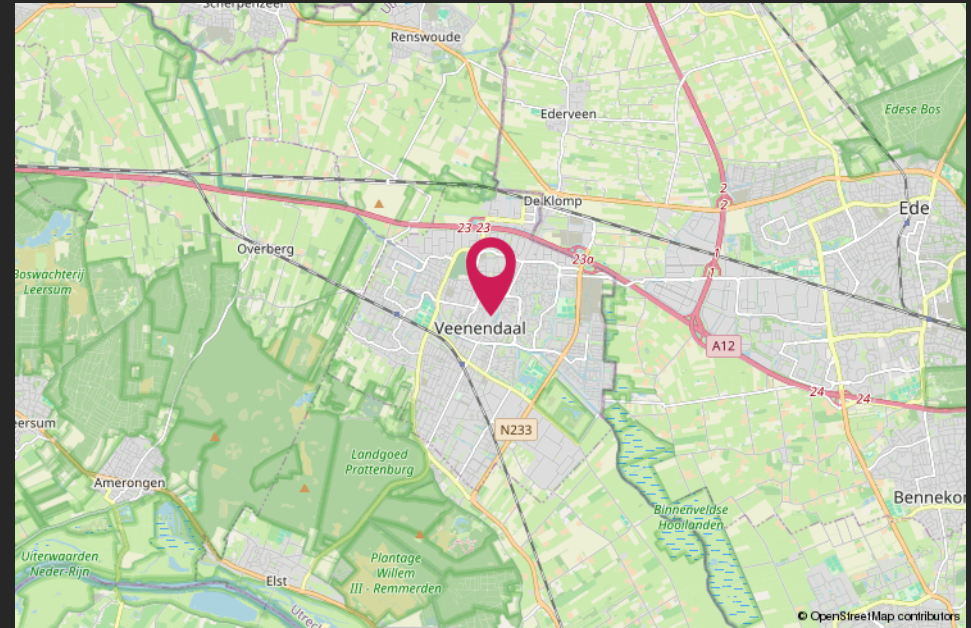 Scherpenzeel
Renswoude
Ederveen
Edese Bos
2
2
De Klomp
Ede
23 23
Overberg
23a
1
1
Boswachterij
Leersum
Veenendaal
A12
24
24
eersum
N233
Landgoed
Prattenburg
Amerongen
Bennekor
Binnenveldse
Hooilanden
Uiterwaarden
Neder-Rijn
Plantage
Willem
III - Remmerden
Elst
Utrec
© OpenStreetMap contributors